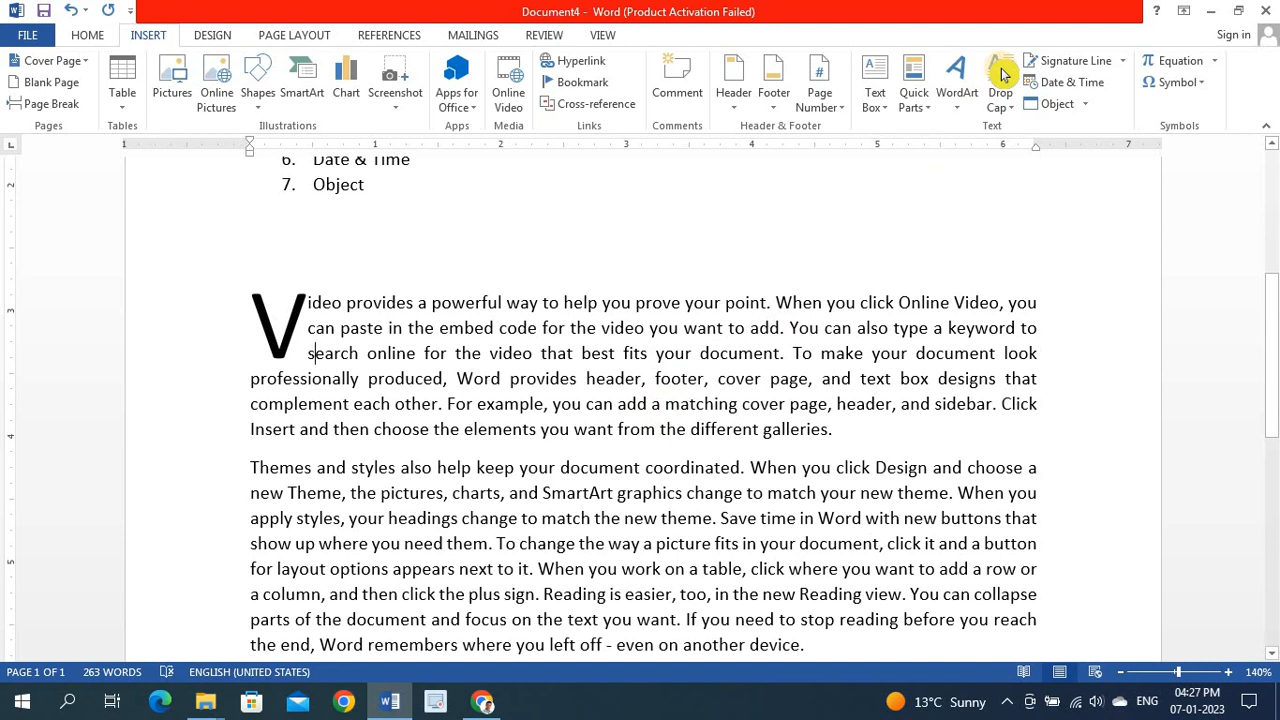 Document4 - Word (Product Activation Failed)
FILE HOME INSERT DESIGN PAGE LAYOUT REFERENCES MAILINGS REVIEW VIEW Sign in
Cover Page
Blank Page
Page Break
Pages
Table
Tables
Pictures
Online Pictures
Shapes
SmartArt
Chart
Screenshot
Illustrations
Apps for Office
Apps
Online Video
Media
Hyperlink
Bookmark
Cross-reference
Links
Comment
Comments
Header
Footer
Page Number
Header & Footer
Text Box
Quick Parts
WordArt
Drop Cap
Signature Line
Date & Time
Object
Text
Equation
Symbol
Symbols
1 1 2 3 4 5 6 7
2
3
4
5
6. Date & Time
7. Object
Video provides a powerful way to help you prove your point. When you click Online Video, you
can paste in the embed code for the video you want to add. You can also type a keyword to
search online for the video that best fits your document. To make your document look
professionally produced, Word provides header, footer, cover page, and text box designs that
complement each other. For example, you can add a matching cover page, header, and sidebar. Click
Insert and then choose the elements you want from the different galleries.
Themes and styles also help keep your document coordinated. When you click Design and choose a
new Theme, the pictures, charts, and SmartArt graphics change to match your new theme. When you
apply styles, your headings change to match the new theme. Save time in Word with new buttons that
show up where you need them. To change the way a picture fits in your document, click it and a button
for layout options appears next to it. When you work on a table, click where you want to add a row or
a column, and then click the plus sign. Reading is easier, too, in the new Reading view. You can collapse
parts of the document and focus on the text you want. If you need to stop reading before you reach
the end, Word remembers where you left off - even on another device.
PAGE 1 OF 1 263 WORDS ENGLISH (UNITED STATES) 140%
13°C Sunny ENG
04:27 PM
07-01-2023